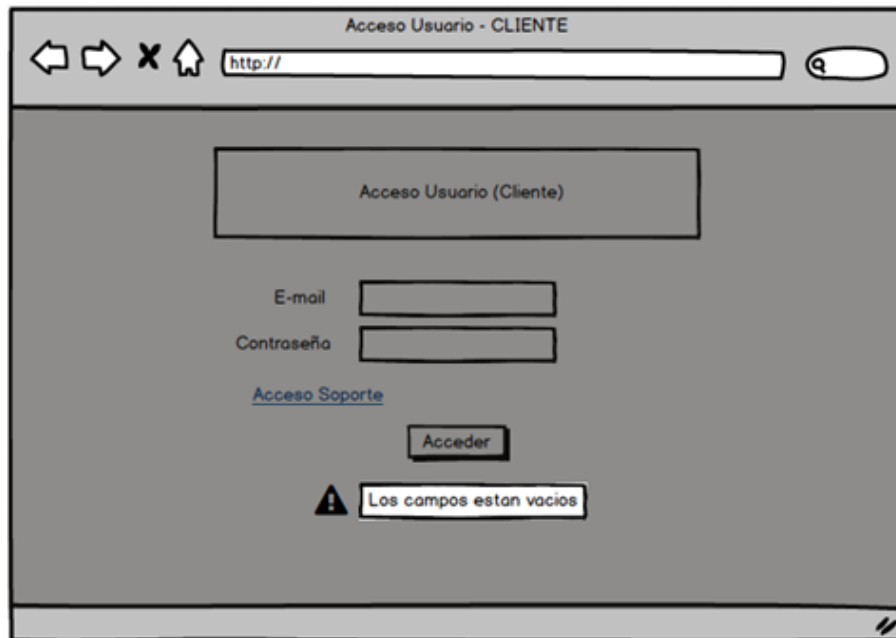 Acceso Usuario - CLIENTE
http://
Acceso Usuario (Cliente)
E-mail
Contraseña
Acceso Soporte
Acceder
Los campos estan vacios